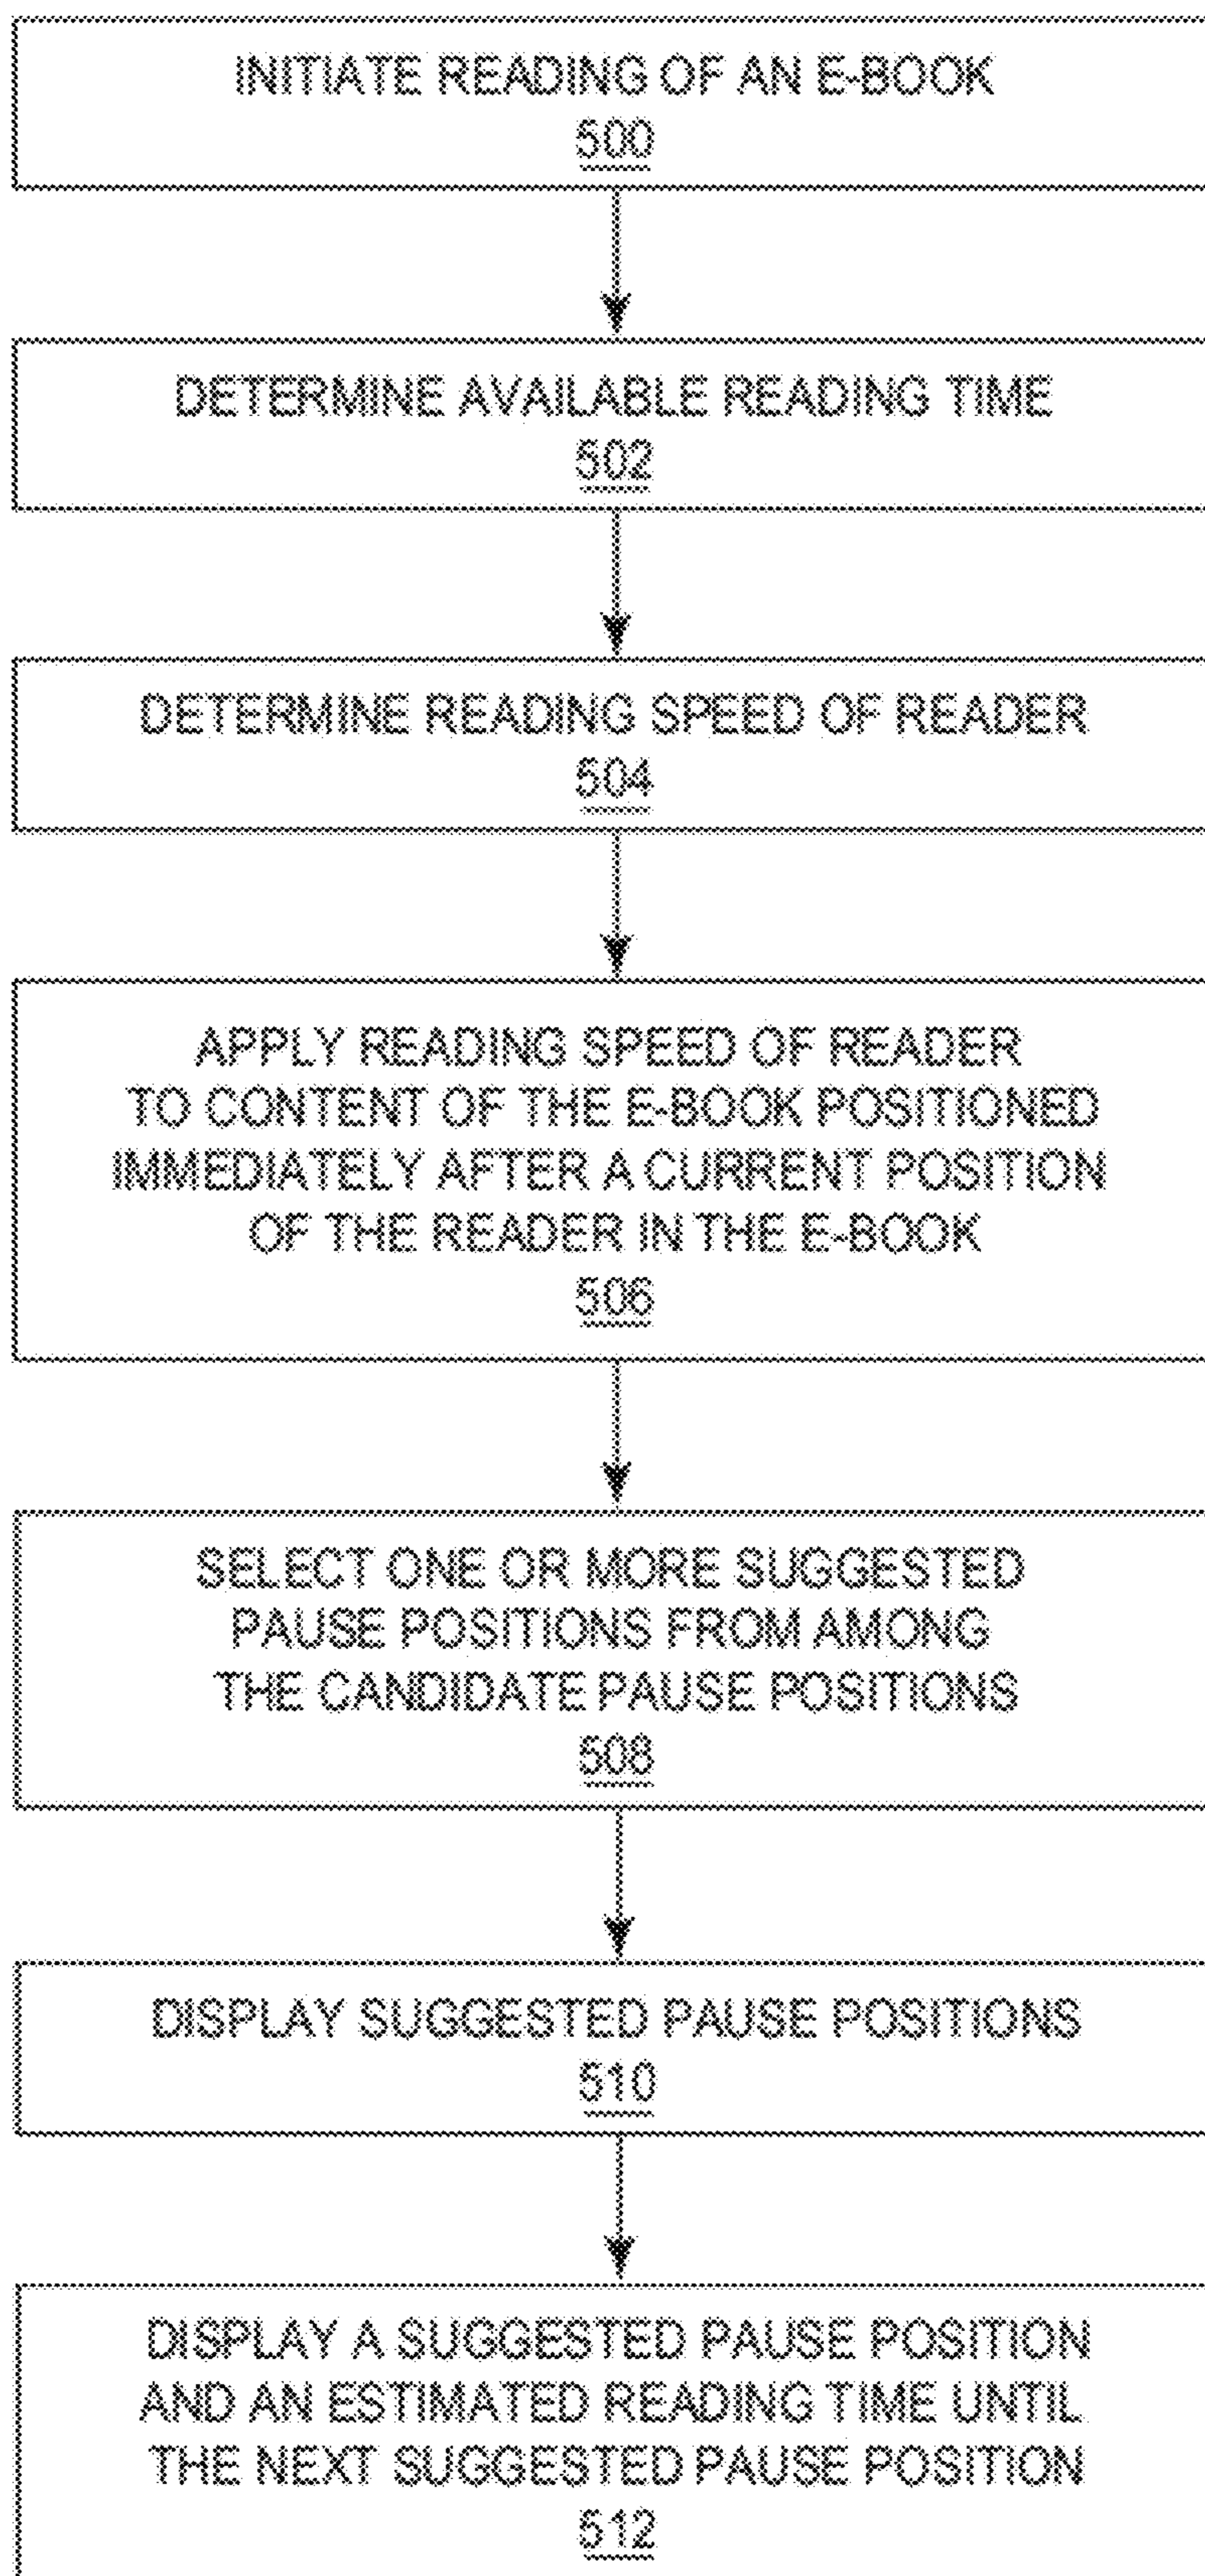 INITIATE READING OF AN E-BOOK
500
DETERMINE AVAILABLE READING TIME
502
DETERMINE READING SPEED OF READER
504
APPLY READING SPEED OF READER
TO CONTENT OF THE E-BOOK POSITIONED
IMMEDIATELY AFTER A CURRENT POSITION
OF THE READER IN THE E-BOOK
506
SELECT ONE OR MORE SUGGESTED
PAUSE POSITIONS FROM AMONG
THE CANDIDATE PAUSE POSITIONS
508
DISPLAY SUGGESTED PAUSE POSITIONS
510
DISPLAY A SUGGESTED PAUSE POSITION
AND AN ESTIMATED READING TIME UNTIL
THE NEXT SUGGESTED PAUSE POSITION
512